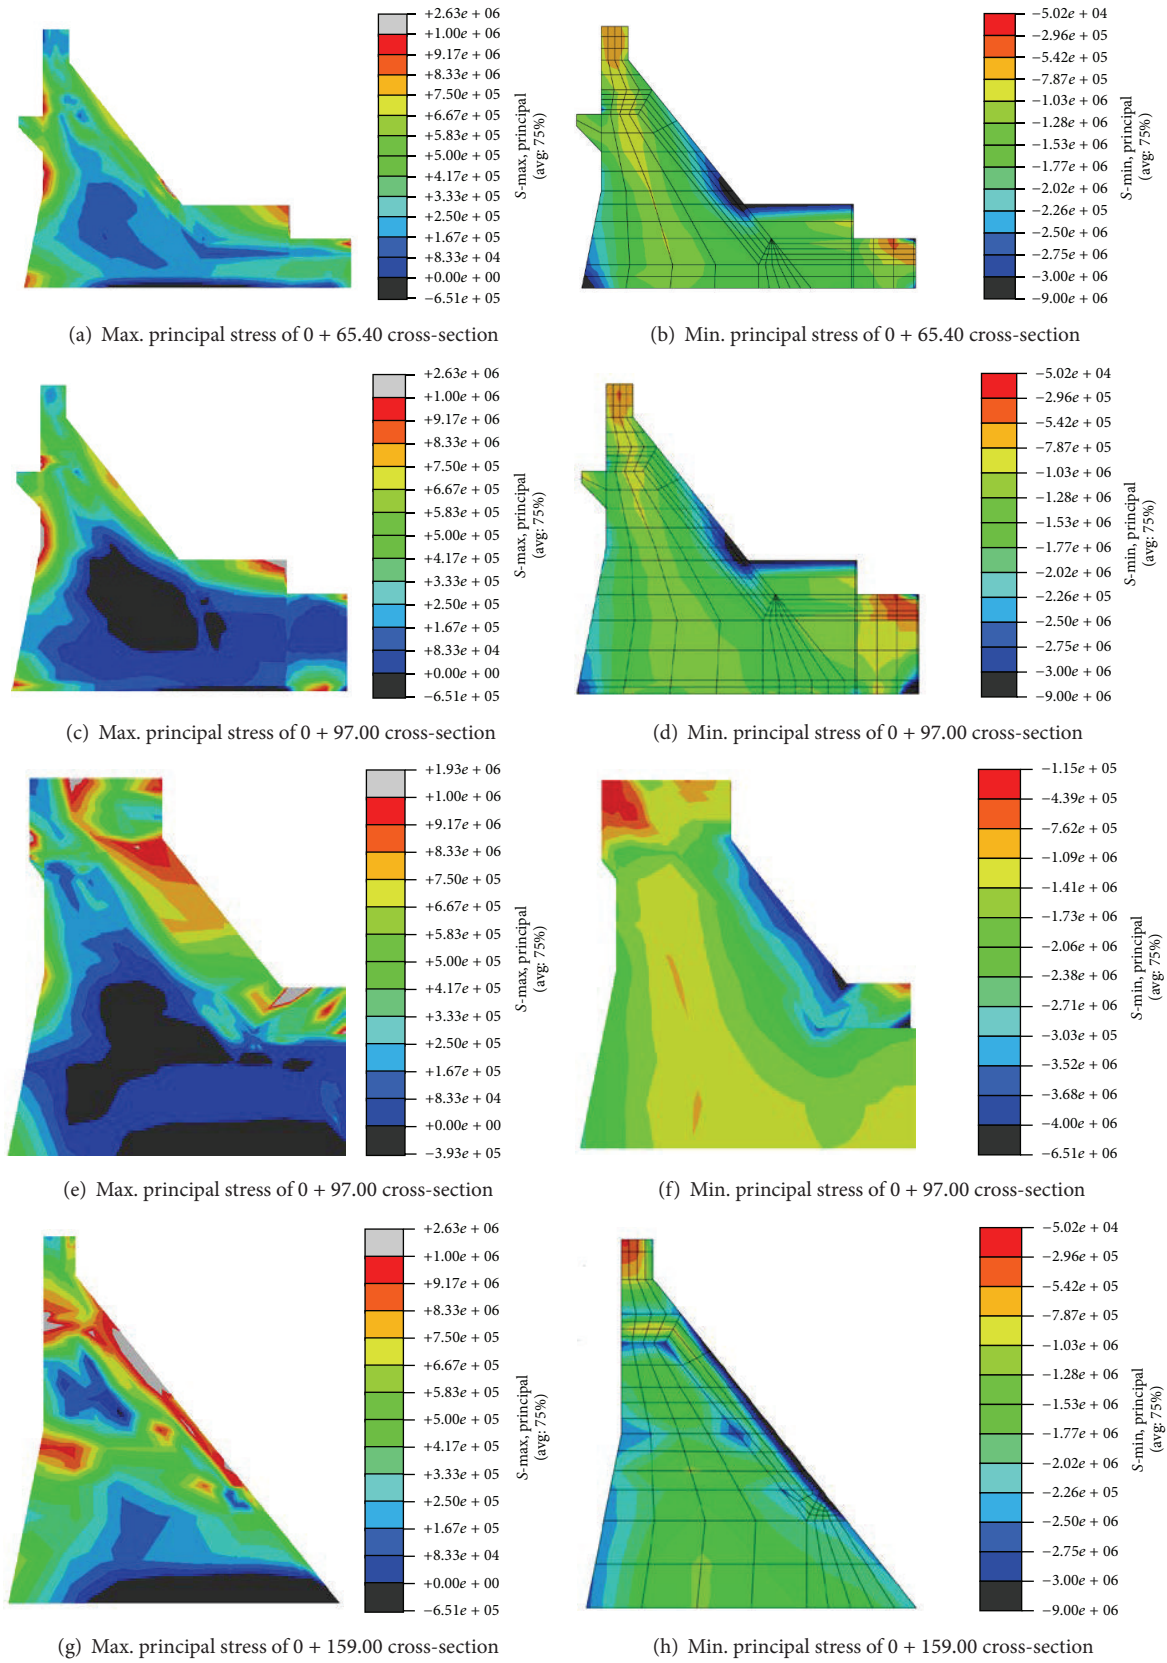 +2.63e + 06
+1.00e + 06
+9.17e + 06
+8.33e + 06
+7.50e + 05
+6.67e + 05
+5.83e + 05
+5.00e + 05
+4.17e + 05
+3.33e + 05
+2.50e + 05
+1.67e + 05
+8.33e + 04
+0.00e + 00
−6.51e + 05
S-max, principal
(avg: 75%)
(a) Max. principal stress of 0 + 65.40 cross-section
−5.02e + 04
−2.96e + 05
−5.42e + 05
−7.87e + 05
−1.03e + 06
−1.28e + 06
−1.53e + 06
−1.77e + 06
−2.02e + 06
−2.26e + 05
−2.50e + 06
−2.75e + 06
−3.00e + 06
−9.00e + 06
S-min, principal
(avg: 75%)
(b) Min. principal stress of 0 + 65.40 cross-section
+2.63e + 06
+1.00e + 06
+9.17e + 06
+8.33e + 06
+7.50e + 05
+6.67e + 05
+5.83e + 05
+5.00e + 05
+4.17e + 05
+3.33e + 05
+2.50e + 05
+1.67e + 05
+8.33e + 04
+0.00e + 00
−6.51e + 05
S-max, principal
(avg: 75%)
(c) Max. principal stress of 0 + 97.00 cross-section
−5.02e + 04
−2.96e + 05
−5.42e + 05
−7.87e + 05
−1.03e + 06
−1.28e + 06
−1.53e + 06
−1.77e + 06
−2.02e + 06
−2.26e + 05
−2.50e + 06
−2.75e + 06
−3.00e + 06
−9.00e + 06
S-min, principal
(avg: 75%)
(d) Min. principal stress of 0 + 97.00 cross-section
+1.93e + 06
+1.00e + 06
+9.17e + 06
+8.33e + 06
+7.50e + 05
+6.67e + 05
+5.83e + 05
+5.00e + 05
+4.17e + 05
+3.33e + 05
+2.50e + 05
+1.67e + 05
+8.33e + 04
+0.00e + 00
−3.93e + 05
S-max, principal
(avg: 75%)
(e) Max. principal stress of 0 + 97.00 cross-section
−1.15e + 05
−4.39e + 05
−7.62e + 05
−1.09e + 06
−1.41e + 06
−1.73e + 06
−2.06e + 06
−2.38e + 06
−2.71e + 06
−3.03e + 05
−3.52e + 06
−3.68e + 06
−4.00e + 06
−6.51e + 06
S-min, principal
(avg: 75%)
(f) Min. principal stress of 0 + 97.00 cross-section
+2.63e + 06
+1.00e + 06
+9.17e + 06
+8.33e + 06
+7.50e + 05
+6.67e + 05
+5.83e + 05
+5.00e + 05
+4.17e + 05
+3.33e + 05
+2.50e + 05
+1.67e + 05
+8.33e + 04
+0.00e + 00
−6.51e + 05
S-max, principal
(avg: 75%)
(g) Max. principal stress of 0 + 159.00 cross-section
−5.02e + 04
−2.96e + 05
−5.42e + 05
−7.87e + 05
−1.03e + 06
−1.28e + 06
−1.53e + 06
−1.77e + 06
−2.02e + 06
−2.26e + 05
−2.50e + 06
−2.75e + 06
−3.00e + 06
−9.00e + 06
S-min, principal
(avg: 75%)
(h) Min. principal stress of 0 + 159.00 cross-section